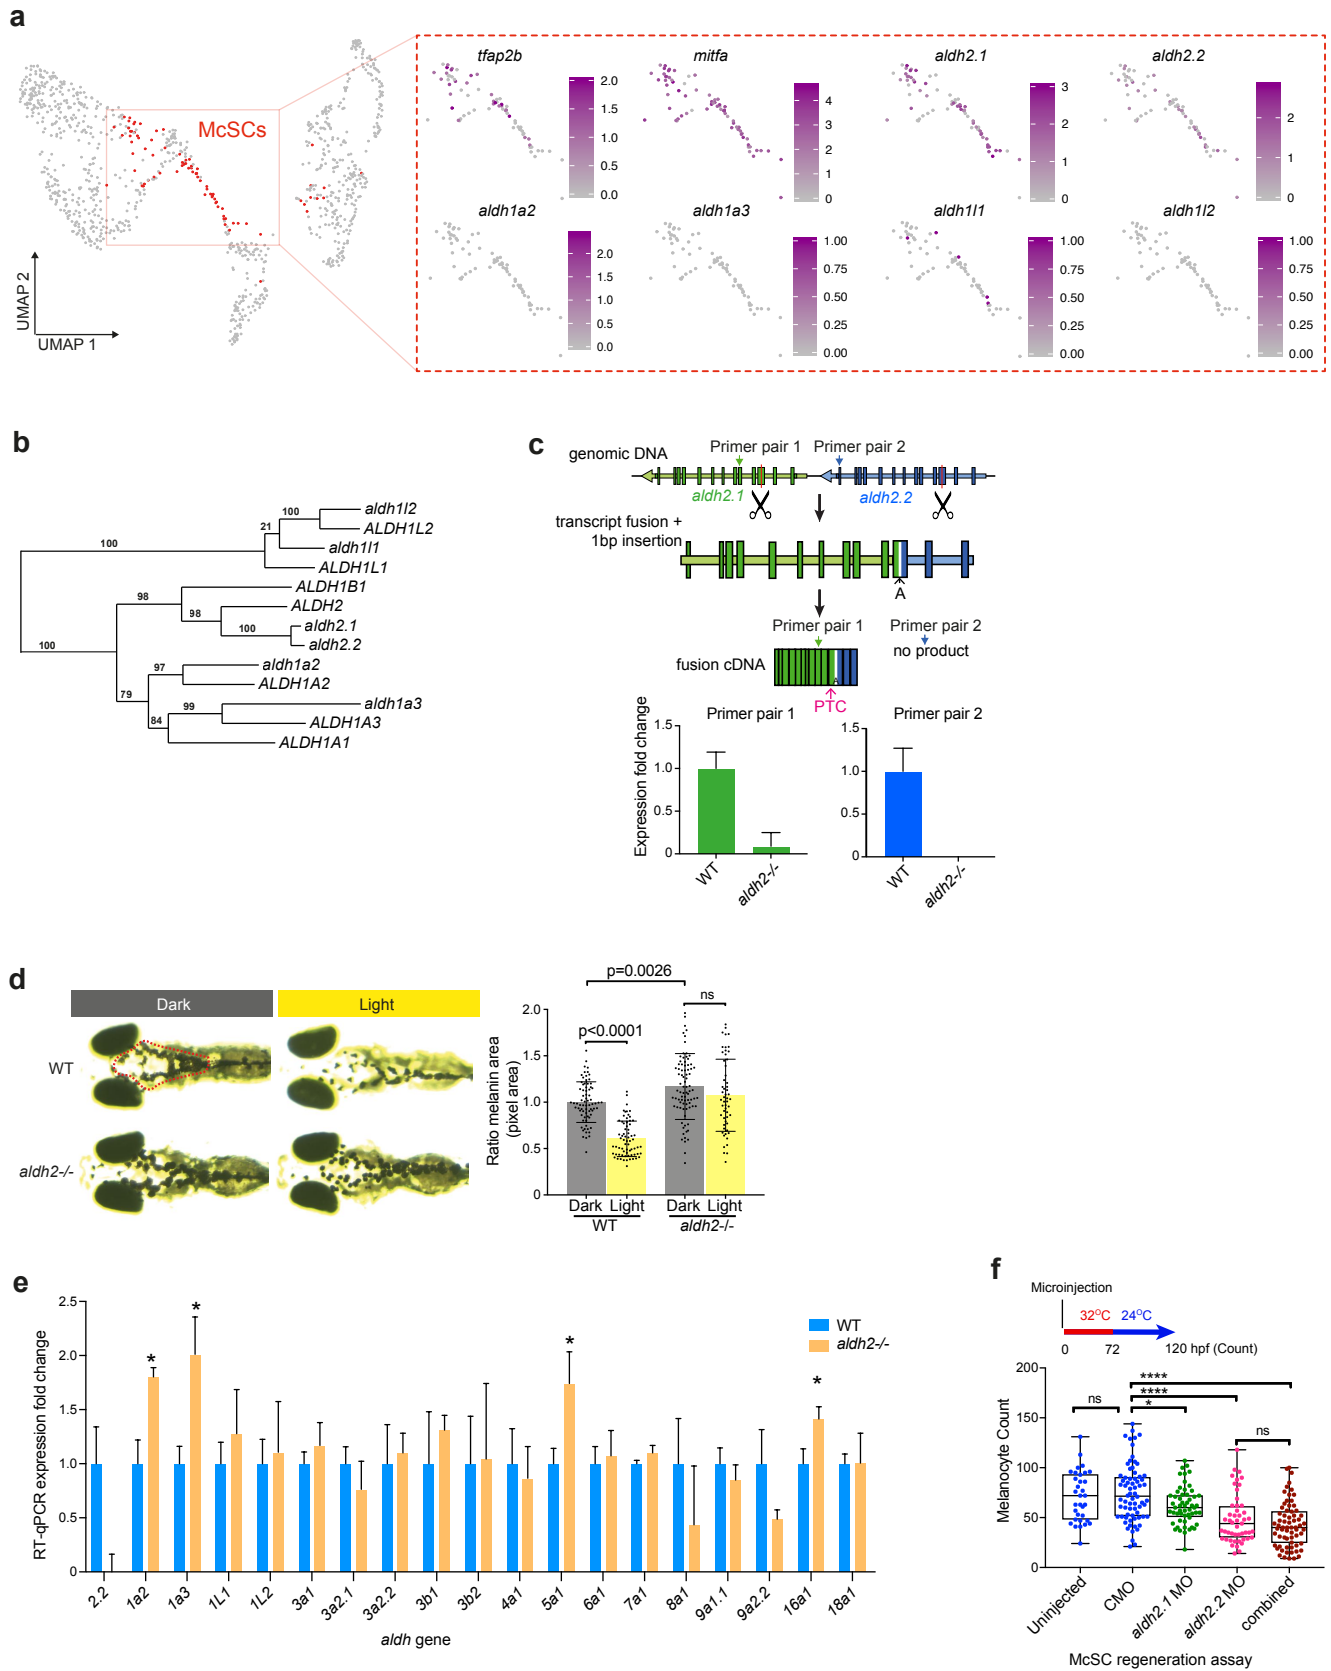 a
McSCs
UMAP 2
UMAP 1
tfap2b
2.0
1.5
1.0
0.5
0.0
mitfa
4
3
2
1
0
aldh2.1
3
2
1
0
aldh2.2
2
1
0
aldh1a2
2.0
1.5
1.0
0.5
0.0
aldh1a3
1.00
0.75
0.50
0.25
0.00
aldh1l1
1.00
0.75
0.50
0.25
0.00
aldh1l2
1.00
0.75
0.50
0.25
0.00
b
100
21
100
aldh1l2
ALDH1L2
aldh1l1
ALDH1L1
ALDH1B1
98
ALDH2
98
aldh2.1
100
aldh2.2
100
aldh1a2
97
ALDH1A2
79
aldh1a3
99
ALDH1A3
84
ALDH1A1
c
Primer pair 1
Primer pair 2
genomic DNA
aldh2.1
aldh2.2
transcript fusion +
1bp insertion
A
Primer pair 1
Primer pair 2
no product
fusion cDNA
A
PTC
Primer pair 1
Primer pair 2
Expression fold change
1.5
1.0
0.5
0
WT
aldh2-/-
1.5
1.0
0.5
0
WT
aldh2-/-
d
Dark
Light
WT
aldh2-/-
p=0.0026
ns
p<0.0001
Ratio melanin area
(pixel area)
2.0
1.5
1.0
0.5
0
Dark Light
Dark Light
WT
aldh2-/-
e
RT-qPCR expression fold change
2.5
2.0
1.5
1.0
0.5
0
*
*
*
*
WT
aldh2-/-
2.2
1a2
1a3
1L1
1L2
3a1
3a2.1
3a2.2
3b1
3b2
4a1
5a1
6a1
7a1
8a1
9a1.1
9a2.2
16a1
18a1
aldh gene
f
Microinjection
32°C
24°C
0
72
120 hpf (Count)
Melanocyte Count
200
150
100
50
0
****
****
ns
*
ns
Uninjected
CMO
aldh2.1 MO
aldh2.2 MO
combined
McSC regeneration assay